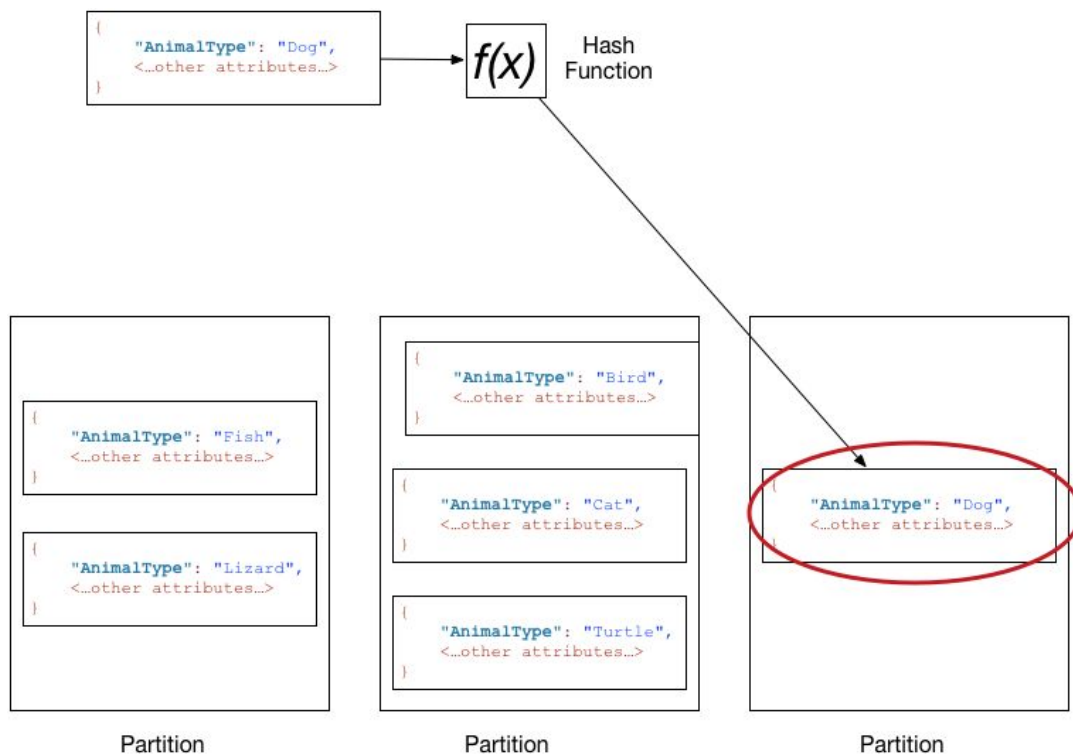 {
"AnimalType": "Dog",
<…other attributes…>
}
f(x)
Hash
Function
{
"AnimalType": "Fish",
<…other attributes…>
}
{
"AnimalType": "Lizard",
<…other attributes…>
}
Partition
{
"AnimalType": "Bird",
<…other attributes…>
}
{
"AnimalType": "Cat",
<…other attributes…>
}
{
"AnimalType": "Turtle",
<…other attributes…>
}
Partition
{
"AnimalType": "Dog",
<…other attributes…>
}
Partition